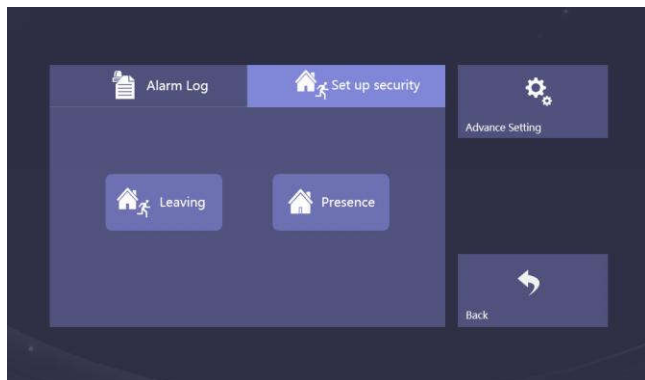 Alarm Log
Set up security
Advance Setting
Leaving
Presence
Back